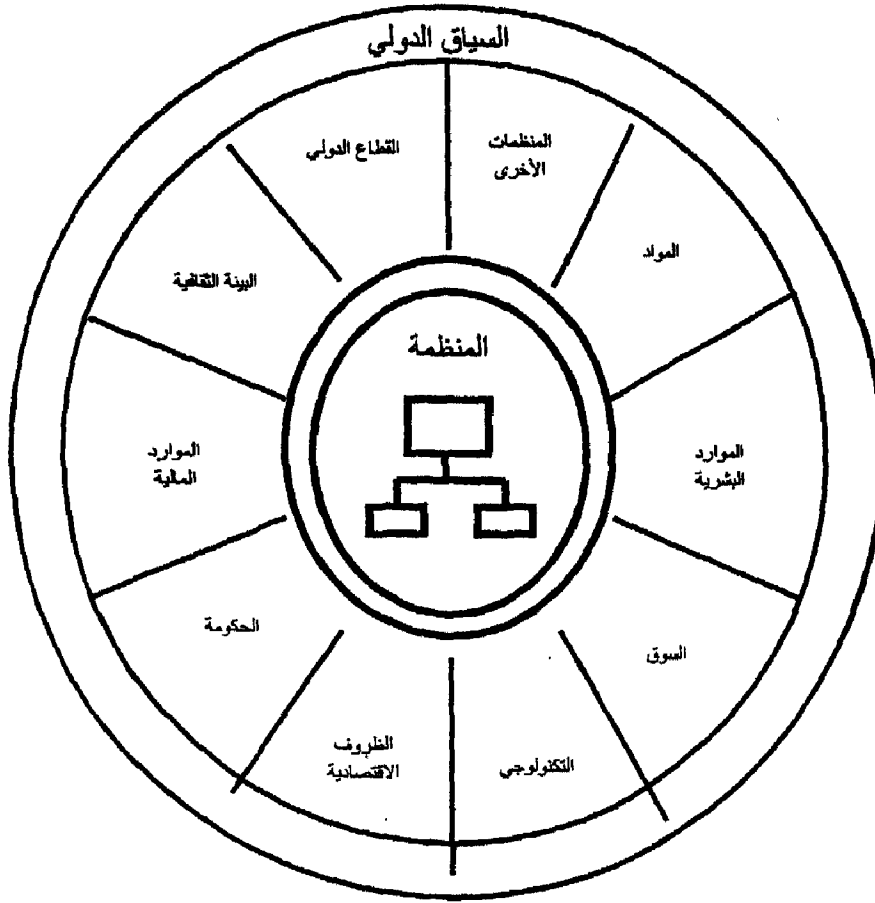 السياق الدولي
المنظمات
الأخرى
القطاع الدولي
المواد
البيئة الثقافية
المنظمة
الموارد
البشرية
الموارد
المالية
الحكومة
السوق
الظروف
الاقتصادية
التكنولوجي